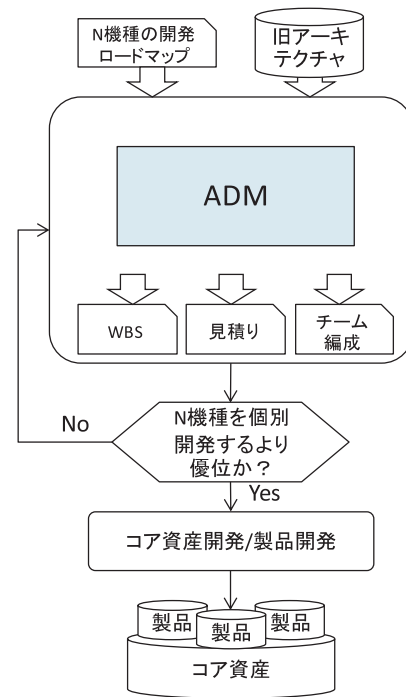 N機種の開発
ロードマップ
旧アーキ
テクチャ
ADM
WBS
見積り
チーム
編成
No
N機種を個別
開発するより
優位か？
Yes
コア資産開発/製品開発
製品
製品
製品
コア資産